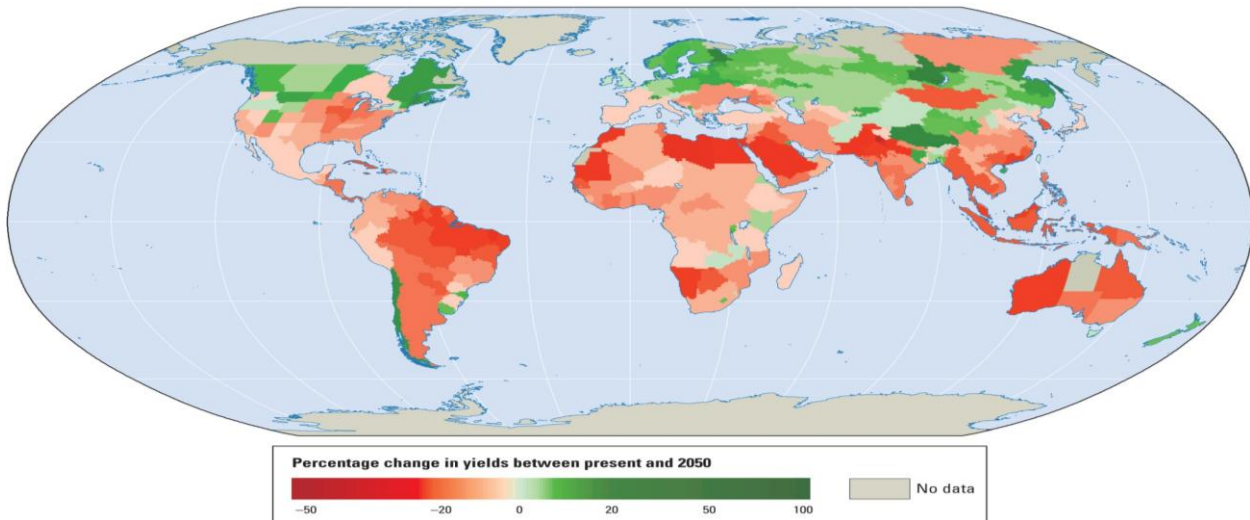 Percentage change in yields between present and 2050
No data
−50 −20 0 20 50 100